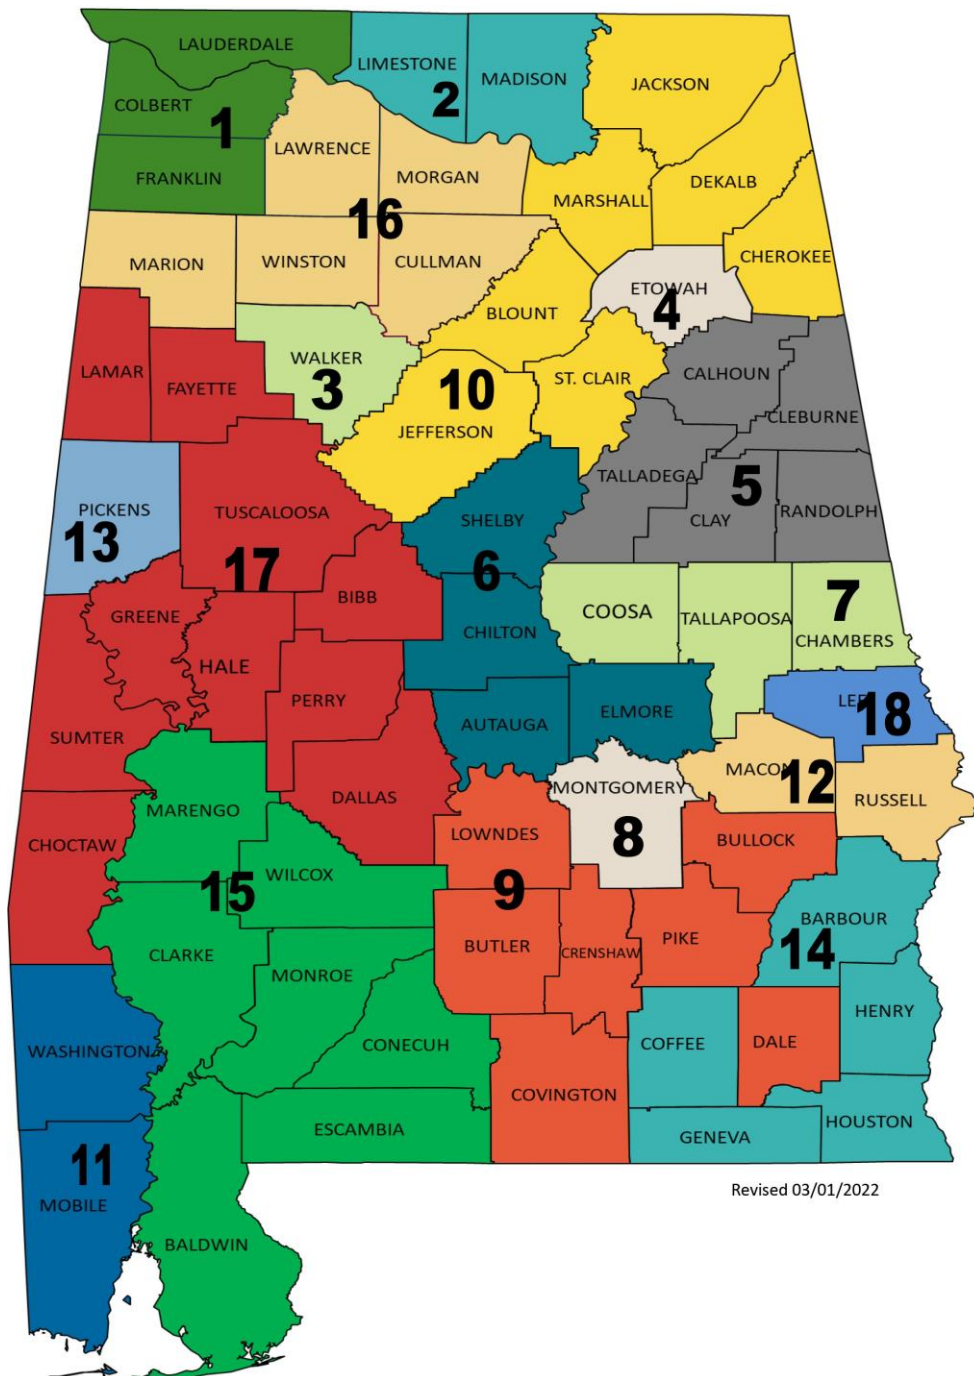 LAUDERDALE
LIMESTONE
MADISON
2
JACKSON
COLBERT
1
LAWRENCE
MORGAN
FRANKLIN
MARSHALL
DEKALB
16
MARION
WINSTON
CULLMAN
CHEROKEE
ETOWAH
4
BLOUNT
WALKER
3
LAMAR
FAYETTE
10
JEFFERSON
ST. CLAIR
CALHOUN
CLEBURNE
TALLADEGA
5
PICKENS
13
TUSCALOOSA
SHELBY
CLAY
RANDOLPH
17
6
BIBB
GREENE
COOSA
TALLAPOOSA
7
CHAMBERS
CHILTON
HALE
PERRY
AUTAUGA
ELMORE
LEE
18
SUMTER
MACON
12
MONTGOMERY
8
DALLAS
RUSSELL
MARENGO
LOWNDES
BULLOCK
CHOCTAW
WILCOX
15
9
BARBOUR
14
CLARKE
MONROE
BUTLER
CRENSHAW
PIKE
HENRY
WASHINGTON
CONECUH
COFFEE
DALE
COVINGTON
ESCAMBIA
GENEVA
HOUSTON
11
MOBILE
Revised 03/01/2022
BALDWIN